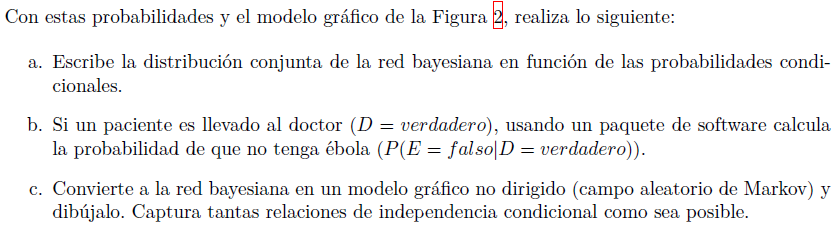 Con estas probabilidades y el modelo gráfico de la Figura 2, realiza lo siguiente:
a. Escribe la distribución conjunta de la red bayesiana en función de las probabilidades condi-
cionales.
b. Si un paciente es llevado al doctor (D = verdadero), usando un paquete de software calcula
la probabilidad de que no tenga ébola (P(E = falso|D = verdadero)).
c. Convierte a la red bayesiana en un modelo gráfico no dirigido (campo aleatorio de Markov) y
dibújalo. Captura tantas relaciones de independencia condicional como sea posible.